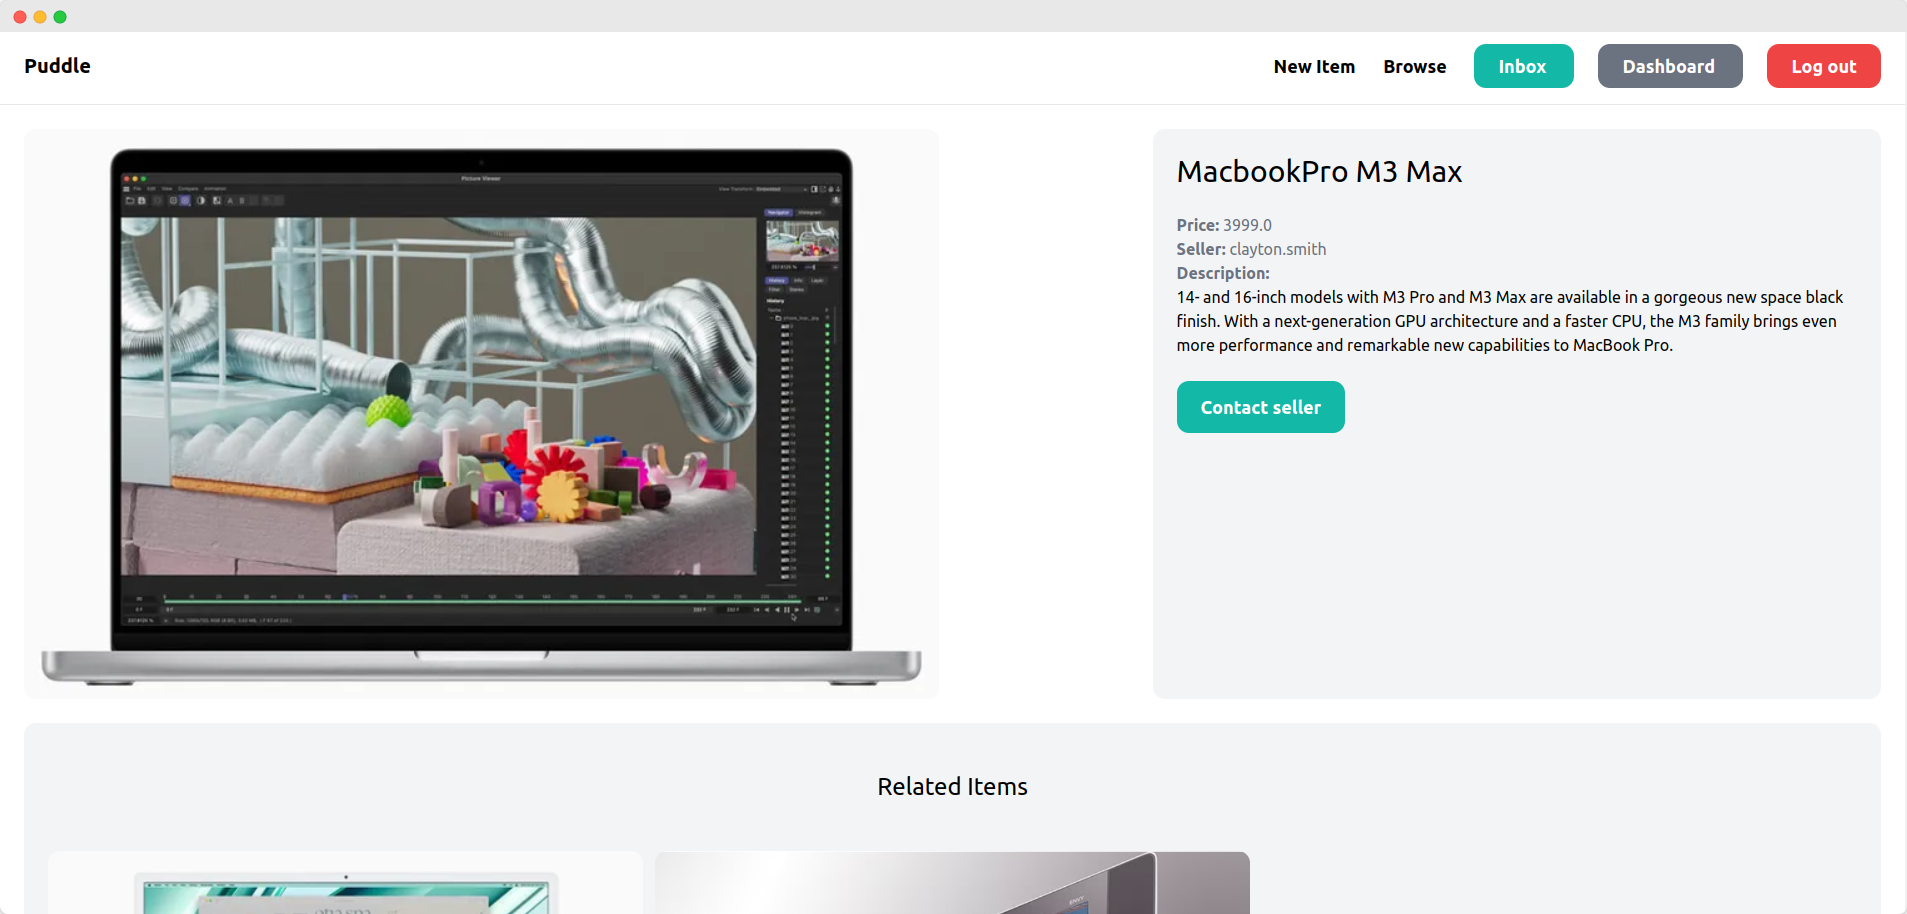 Puddle
New Item
Browse
Inbox
Dashboard
Log out
Picture Viewer
MacbookPro M3 Max
Price: 3999.0
Seller: clayton.smith
Description:
14- and 16-inch models with M3 Pro and M3 Max are available in a gorgeous new space black
finish. With a next-generation GPU architecture and a faster CPU, the M3 family brings even
more performance and remarkable new capabilities to MacBook Pro.
Contact seller
Related Items
ENVY